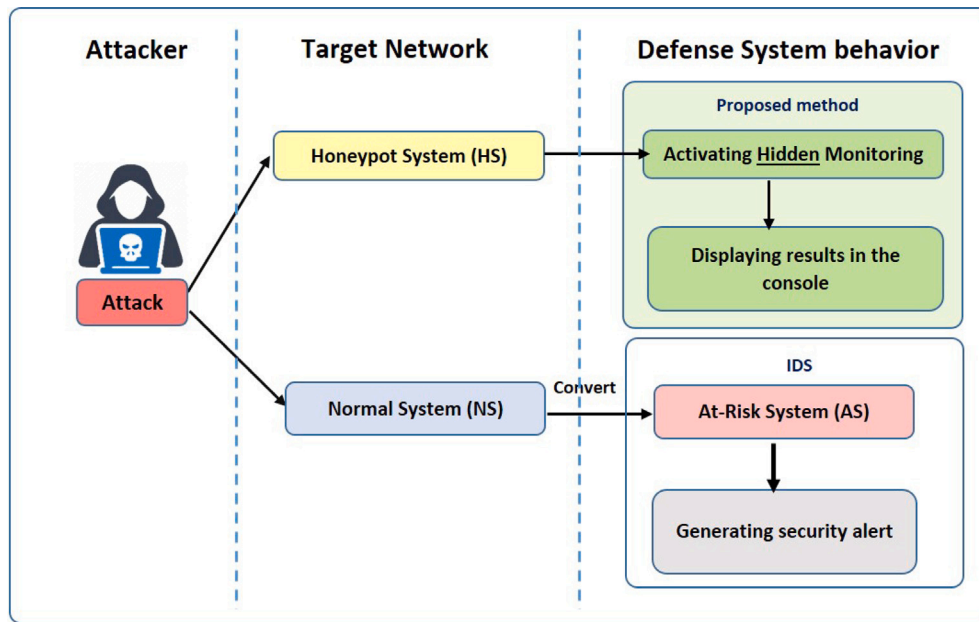 Attacker
Target Network
Defense System behavior
Proposed method
Honeypot System (HS)
Activating Hidden Monitoring
Displaying results in the
console
Attack
IDS
Normal System (NS)
Convert
At-Risk System (AS)
Generating security alert